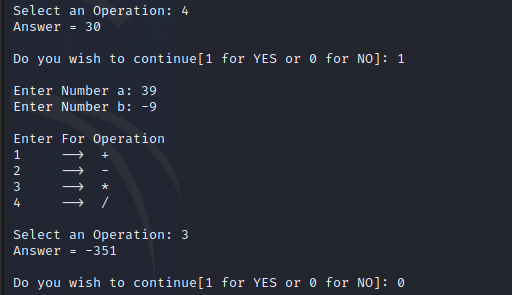 Select an Operation: 4
Answer = 30
Do you wish to continue[1 for YES or 0 for NO]: 1
Enter Number a: 39
Enter Number b: -9
Enter For Operation
1 —> +
2 —> -
3 —> *
4 —> /
Select an Operation: 3
Answer = -351
Do you wish to continue[1 for YES or 0 for NO]: 0